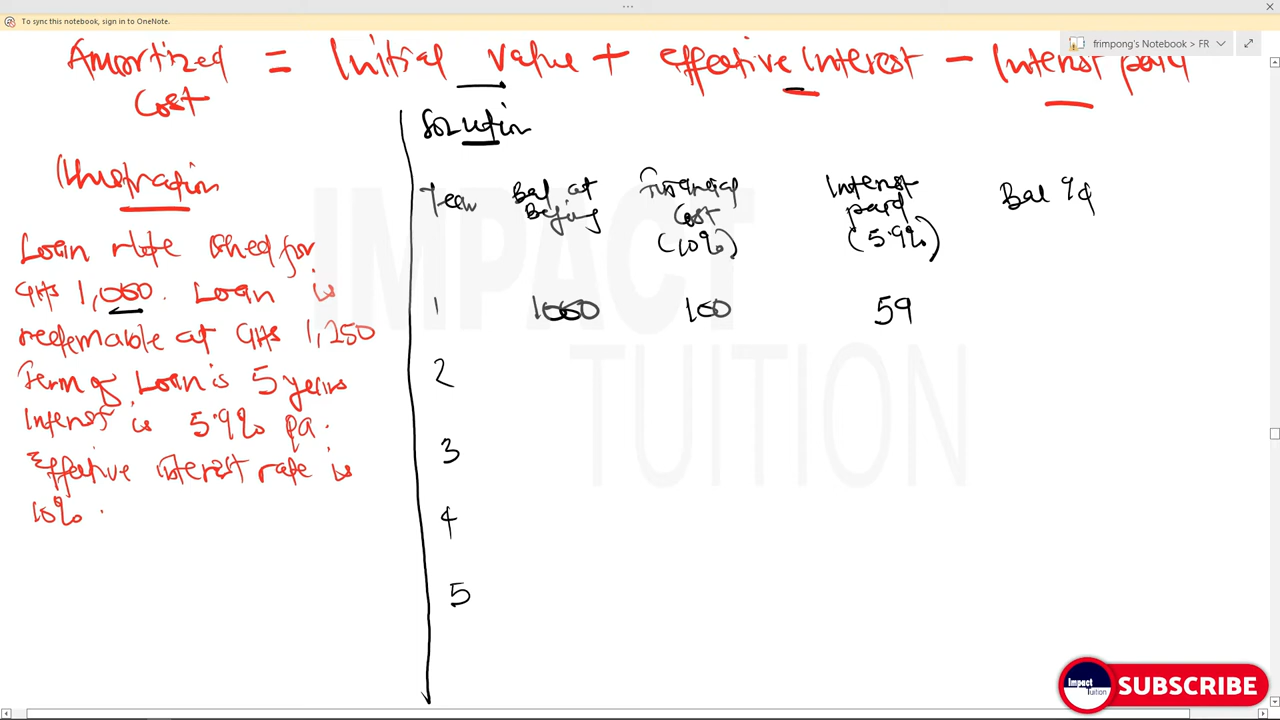 To sync this notebook, sign in to OneNote.
frimpong's Notebook > FR
Amortized = Initial value + effective Interest - Interest paid
Cost
Illustration
Loan note issued for
GHS 1,000. Loan is
redeemable at GHS 1,250
Term of Loan is 5 years
Interest is 5.9% pa.
Effective interest rate is
10%.
Solution
Year Bal at Financial Interest Bal c/d
Cost paid
(10%) (5.9%)
1 1000 100 59
2
3
4
5
IMPACT
TUITION
Impact
Tuition
SUBSCRIBE